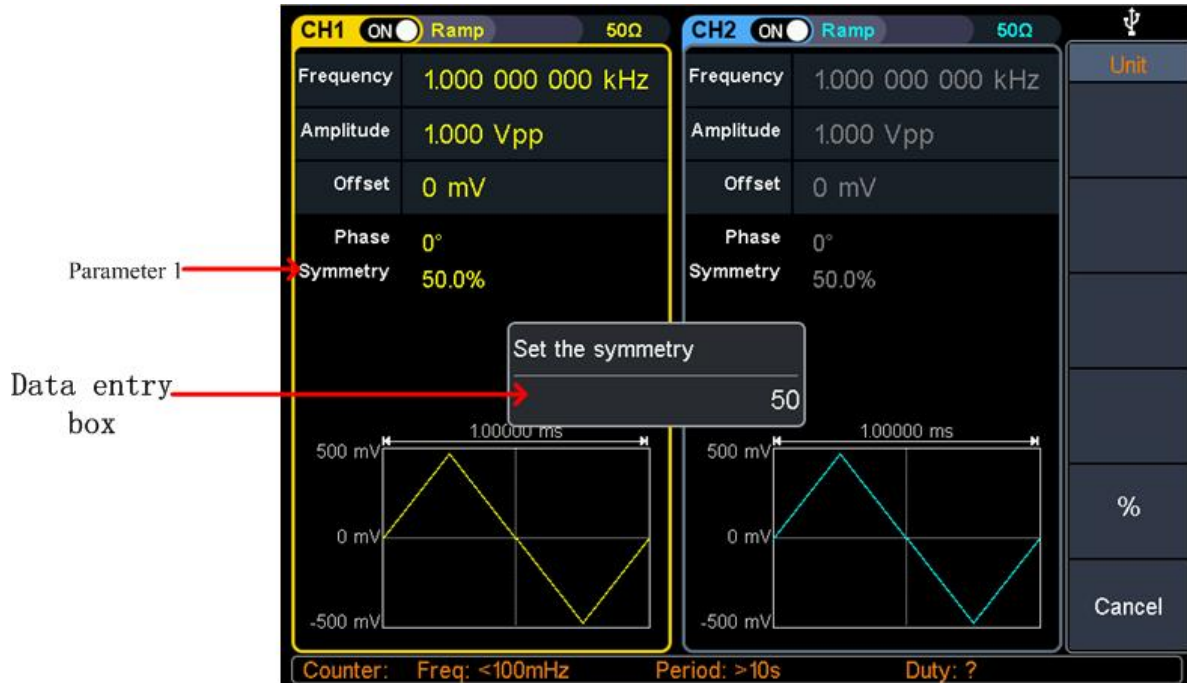 CH1 ON Ramp 50Ω
Frequency 1.000 000 000 kHz
Amplitude 1.000 Vpp
Offset 0 mV
Phase 0°
Symmetry 50.0%
CH2 ON Ramp 50Ω
Frequency 1.000 000 000 kHz
Amplitude 1.000 Vpp
Offset 0 mV
Phase 0°
Symmetry 50.0%
Parameter 1
Data entry
box
Set the symmetry
50
1.00000 ms
500 mV
0 mV
-500 mV
1.00000 ms
500 mV
0 mV
-500 mV
Unit
%
Cancel
Counter: Freq: <100mHz Period: >10s Duty: ?